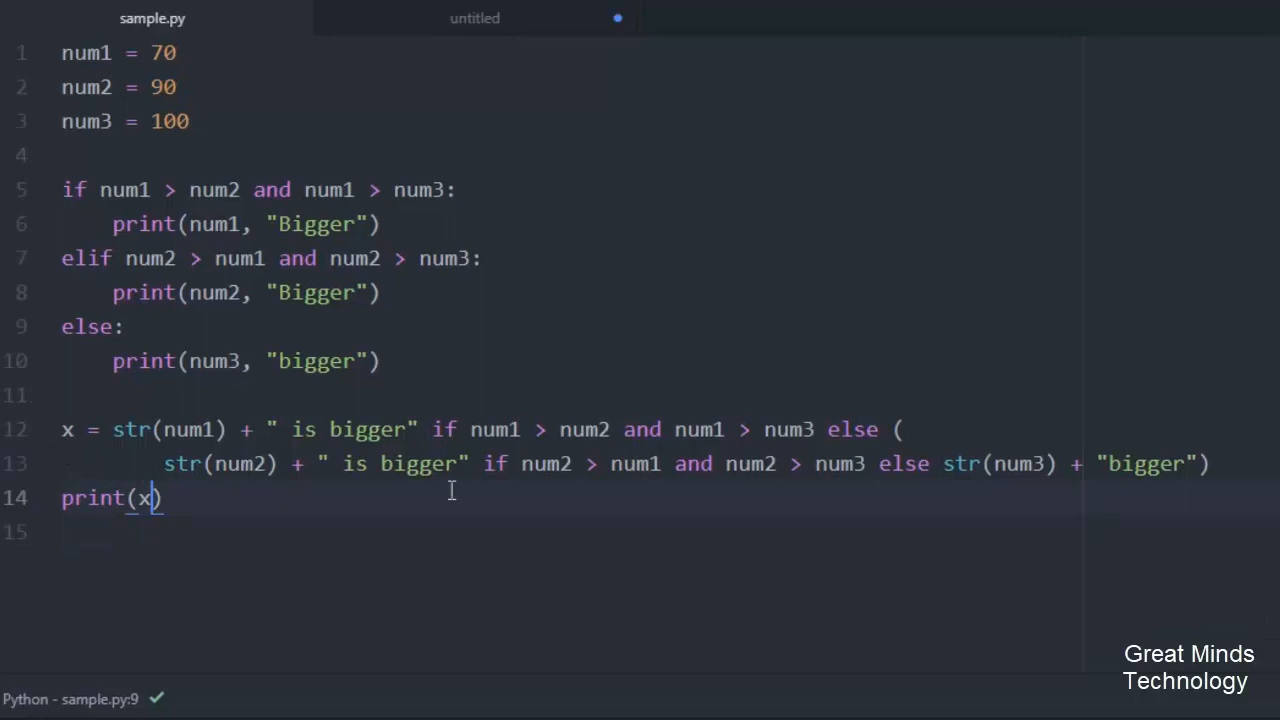 sample.py
untitled
1 num1 = 70
2 num2 = 90
3 num3 = 100
4
5 if num1 > num2 and num1 > num3:
6     print(num1, "Bigger")
7 elif num2 > num1 and num2 > num3:
8     print(num2, "Bigger")
9 else:
10     print(num3, "bigger")
11
12 x = str(num1) + " is bigger" if num1 > num2 and num1 > num3 else (
13         str(num2) + " is bigger" if num2 > num1 and num2 > num3 else str(num3) + "bigger")
14 print(x)
15
Great Minds
Technology
Python - sample.py:9